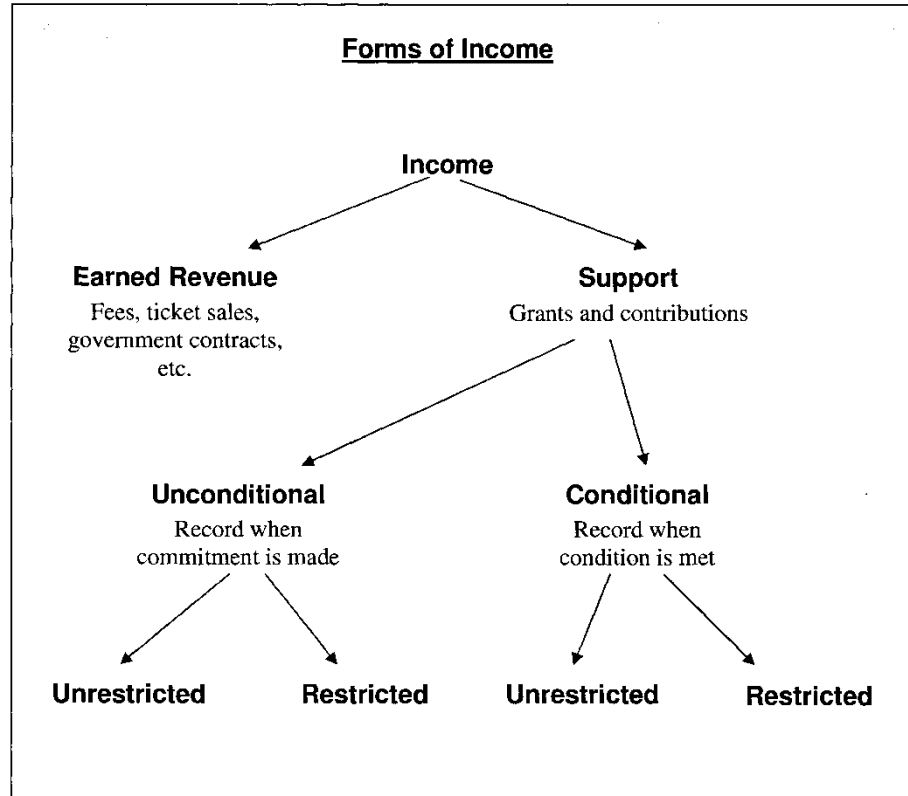 Forms of Income
Income
Earned Revenue
Fees, ticket sales,
government contracts,
etc.
Support
Grants and contributions
Unconditional
Record when
commitment is made
Conditional
Record when
condition is met
Unrestricted
Restricted
Unrestricted
Restricted